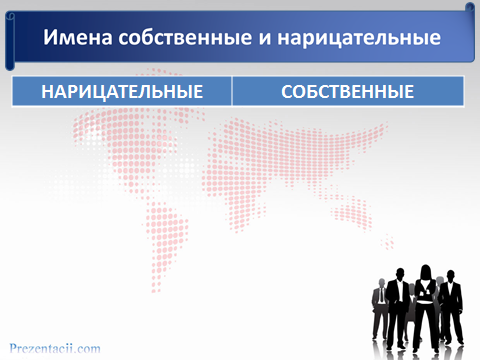 Имена собственные и нарицательные
НАРИЦАТЕЛЬНЫЕ СОБСТВЕННЫЕ
Prezentacii.com